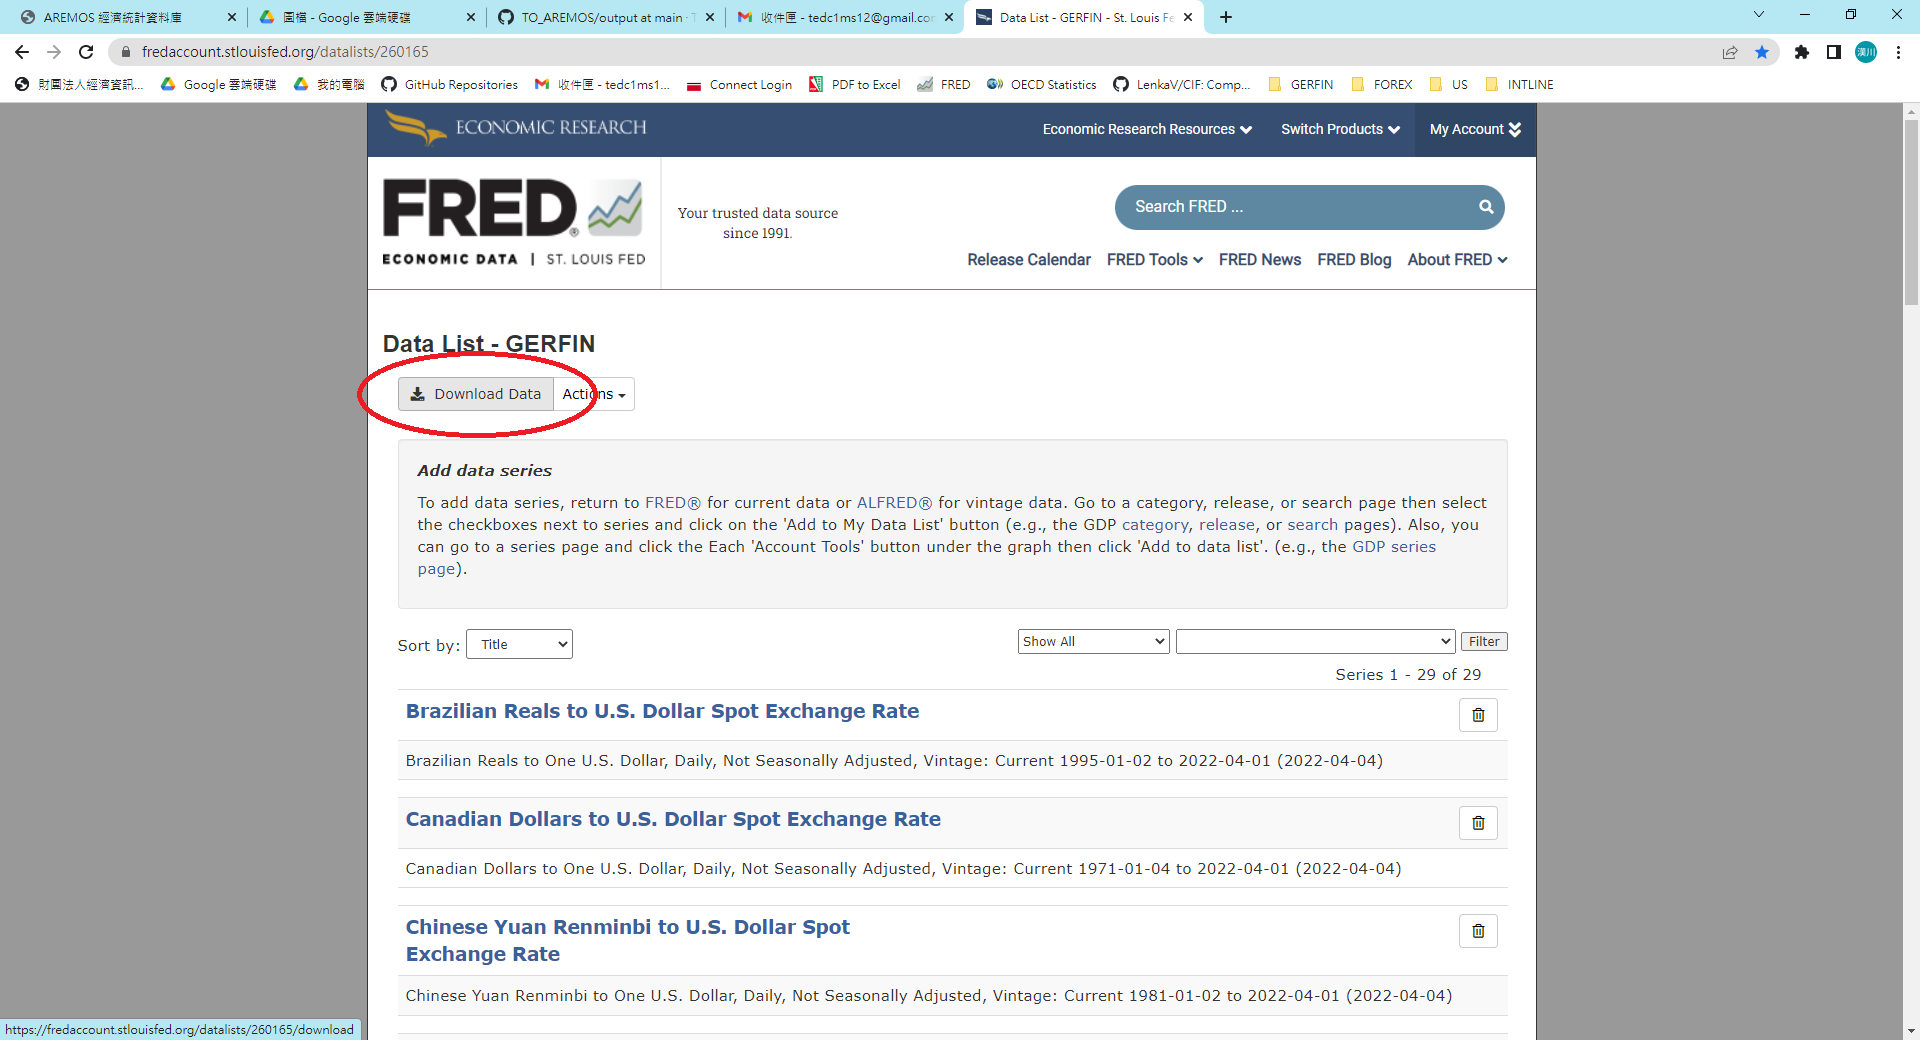 AREMOS 經濟統計資料庫
圖檔 - Google 雲端硬碟
TO_AREMOS/output at main · T
收件匣 - tedc1ms12@gmail.com
Data List - GERFIN - St. Louis Fe
fredaccount.stlouisfed.org/datalists/260165
漢川
財團法人經濟資訊...
Google 雲端硬碟
我的電腦
GitHub Repositories
收件匣 - tedc1ms1...
Connect Login
PDF to Excel
FRED
OECD Statistics
LenkaV/CIF: Comp...
GERFIN
FOREX
US
INTLINE
ECONOMIC RESEARCH
Economic Research Resources
Switch Products
My Account
FRED®
ECONOMIC DATA | ST. LOUIS FED
Your trusted data source
since 1991.
Search FRED ...
Release Calendar
FRED Tools
FRED News
FRED Blog
About FRED
Data List - GERFIN
Download Data
Actions
Add data series
To add data series, return to FRED® for current data or ALFRED® for vintage data. Go to a category, release, or search page then select
the checkboxes next to series and click on the 'Add to My Data List' button (e.g., the GDP category, release, or search pages). Also, you
can go to a series page and click the Each 'Account Tools' button under the graph then click 'Add to data list'. (e.g., the GDP series
page).
Sort by:
Title
Show All
Filter
Series 1 - 29 of 29
Brazilian Reals to U.S. Dollar Spot Exchange Rate
Brazilian Reals to One U.S. Dollar, Daily, Not Seasonally Adjusted, Vintage: Current 1995-01-02 to 2022-04-01 (2022-04-04)
Canadian Dollars to U.S. Dollar Spot Exchange Rate
Canadian Dollars to One U.S. Dollar, Daily, Not Seasonally Adjusted, Vintage: Current 1971-01-04 to 2022-04-01 (2022-04-04)
Chinese Yuan Renminbi to U.S. Dollar Spot
Exchange Rate
Chinese Yuan Renminbi to One U.S. Dollar, Daily, Not Seasonally Adjusted, Vintage: Current 1981-01-02 to 2022-04-01 (2022-04-04)
https://fredaccount.stlouisfed.org/datalists/260165/download